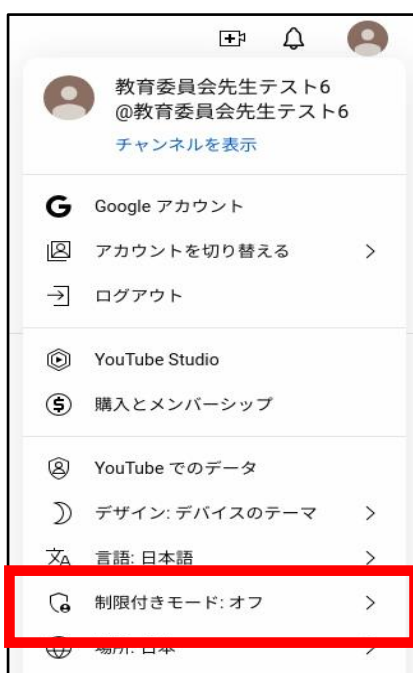 教育委員会先生テスト6
@教育委員会先生テスト6
チャンネルを表示
Google アカウント
アカウントを切り替える
ログアウト
YouTube Studio
購入とメンバーシップ
YouTube でのデータ
デザイン: デバイスのテーマ
言語: 日本語
制限付きモード: オフ
場所: 日本